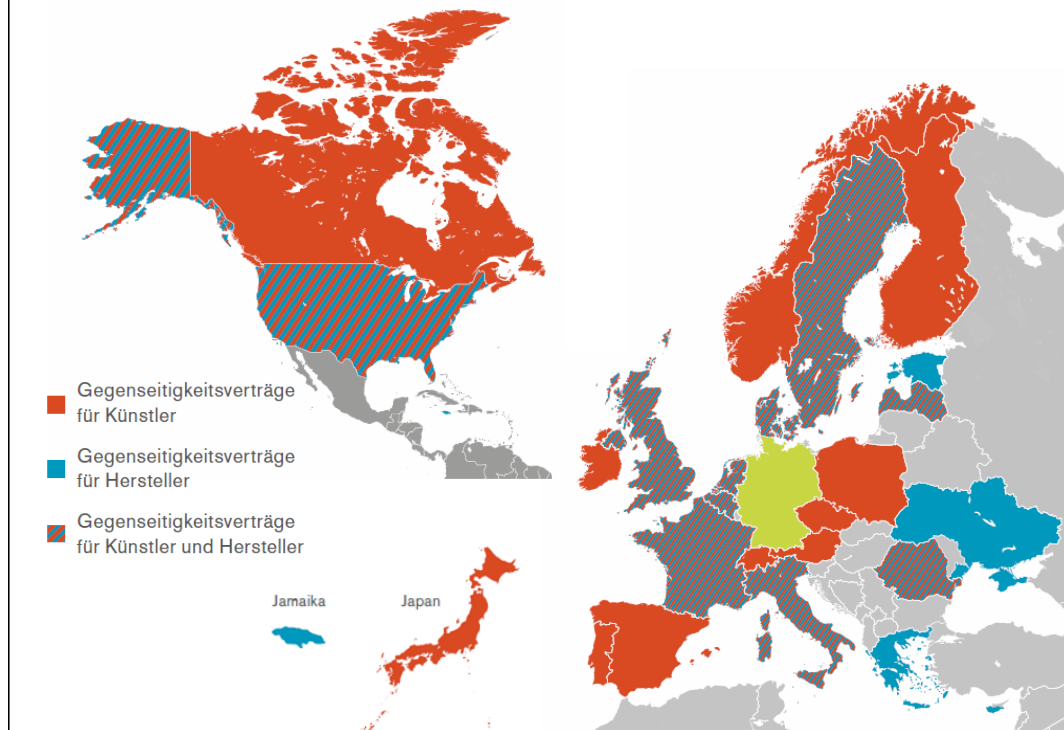 Gegenseitigkeitsverträge
für Künstler
Gegenseitigkeitsverträge
für Hersteller
Gegenseitigkeitsverträge
für Künstler und Hersteller
Jamaika
Japan